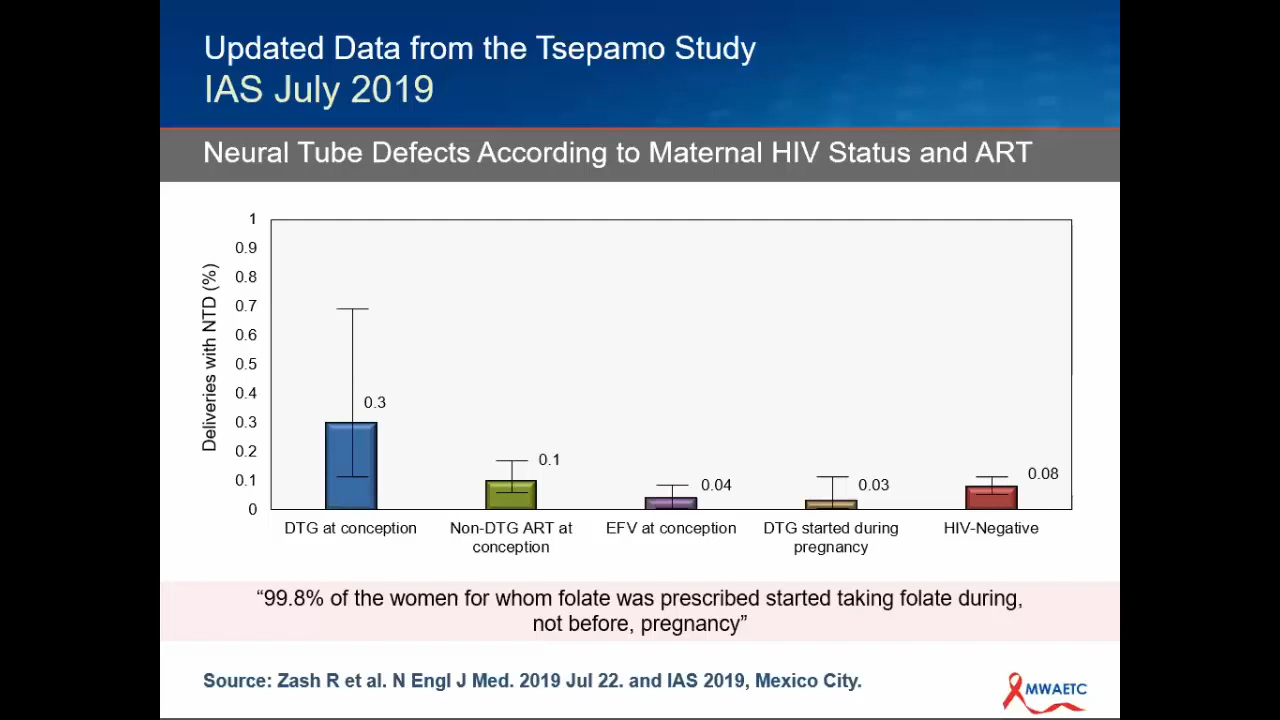 Updated Data from the Tsepamo Study
IAS July 2019
Neural Tube Defects According to Maternal HIV Status and ART
Deliveries with NTD (%)
1
0.9
0.8
0.7
0.6
0.5
0.4
0.3
0.2
0.1
0
0.3
0.1
0.04
0.03
0.08
DTG at conception
Non-DTG ART at
conception
EFV at conception
DTG started during
pregnancy
HIV-Negative
“99.8% of the women for whom folate was prescribed started taking folate during,
not before, pregnancy”
Source: Zash R et al. N Engl J Med. 2019 Jul 22. and IAS 2019, Mexico City.
MWAETC